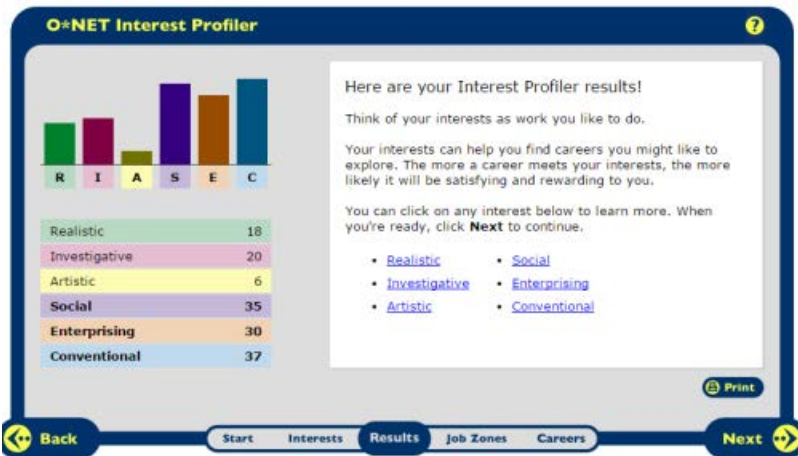 O*NET Interest Profiler
?
R I A S E C
Realistic 18
Investigative 20
Artistic 6
Social 35
Enterprising 30
Conventional 37
Here are your Interest Profiler results!
Think of your interests as work you like to do.
Your interests can help you find careers you might like to
explore. The more a career meets your interests, the more
likely it will be satisfying and rewarding to you.
You can click on any interest below to learn more. When
you're ready, click Next to continue.
• Realistic • Social
• Investigative • Enterprising
• Artistic • Conventional
Print
Back Start Interests Results Job Zones Careers Next